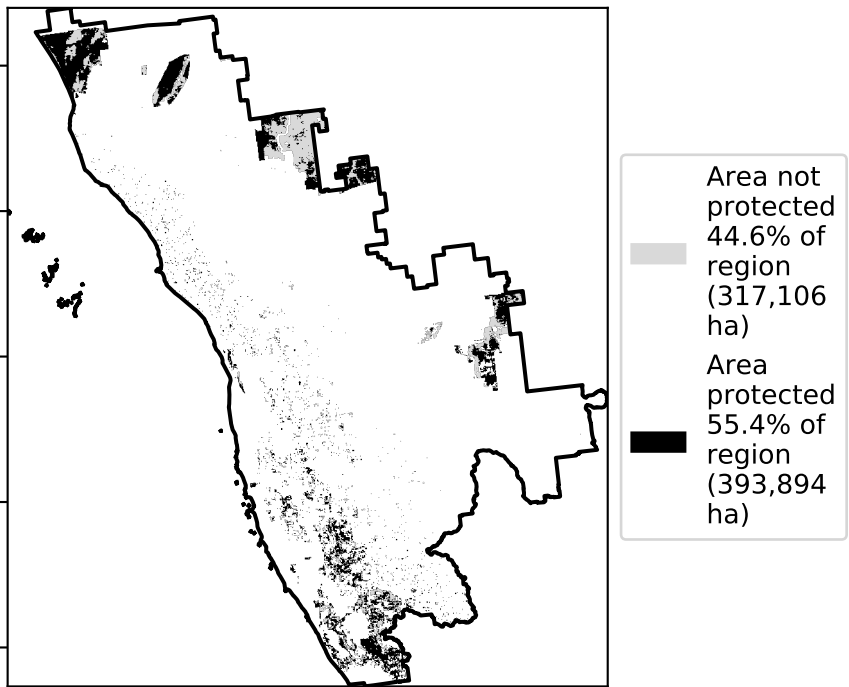 Area not
protected
44.6% of
region
(317,106
ha)
Area
protected
55.4% of
region
(393,894
ha)